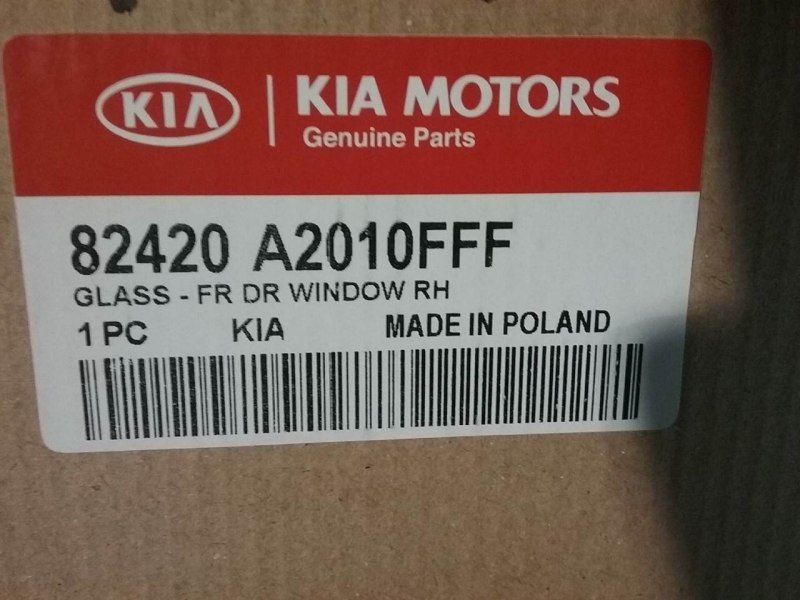 KIA | KIA MOTORS
Genuine Parts
82420 A2010FFF
GLASS - FR DR WINDOW RH
1 PC KIA MADE IN POLAND